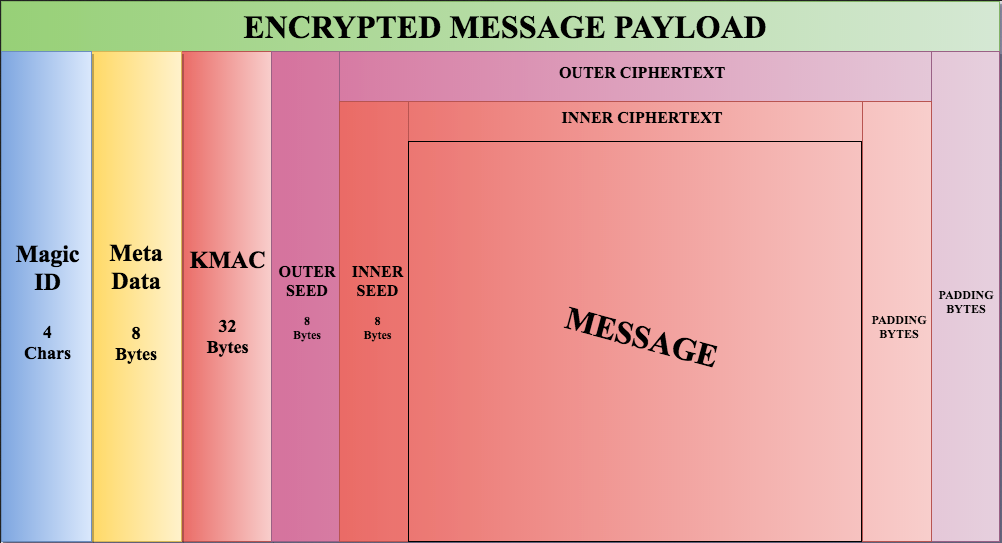 ENCRYPTED MESSAGE PAYLOAD
Magic
ID
4
Chars
Meta
Data
8
Bytes
KMAC
32
Bytes
OUTER
SEED
8
Bytes
OUTER CIPHERTEXT
INNER
SEED
8
Bytes
INNER CIPHERTEXT
MESSAGE
PADDING
BYTES
PADDING
BYTES